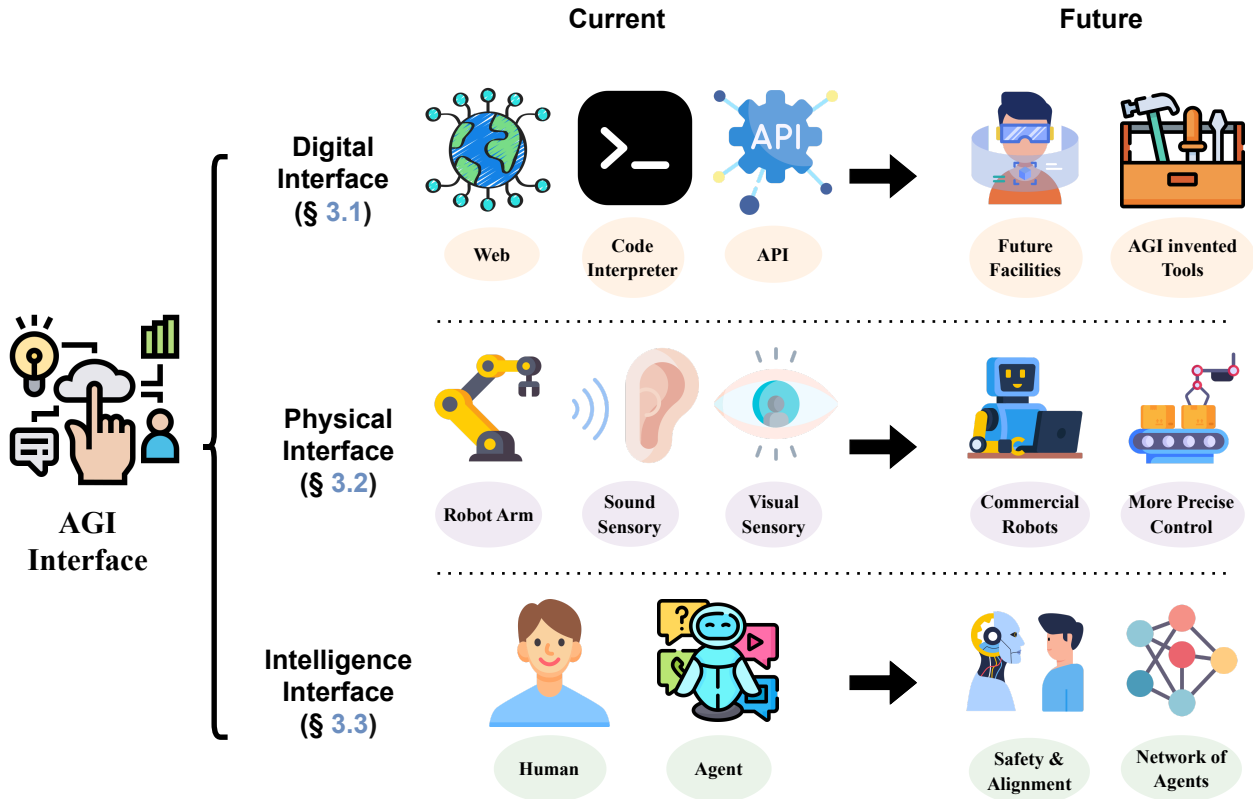 Current
Future
Digital
Interface
(§ 3.1)
API
Web
Code
Interpreter
API
Future
Facilities
AGI invented
Tools
AGI
Interface
Physical
Interface
(§ 3.2)
Robot Arm
Sound
Sensory
Visual
Sensory
Commercial
Robots
More Precise
Control
Intelligence
Interface
(§ 3.3)
?
Human
Agent
Safety &
Alignment
Network of
Agents